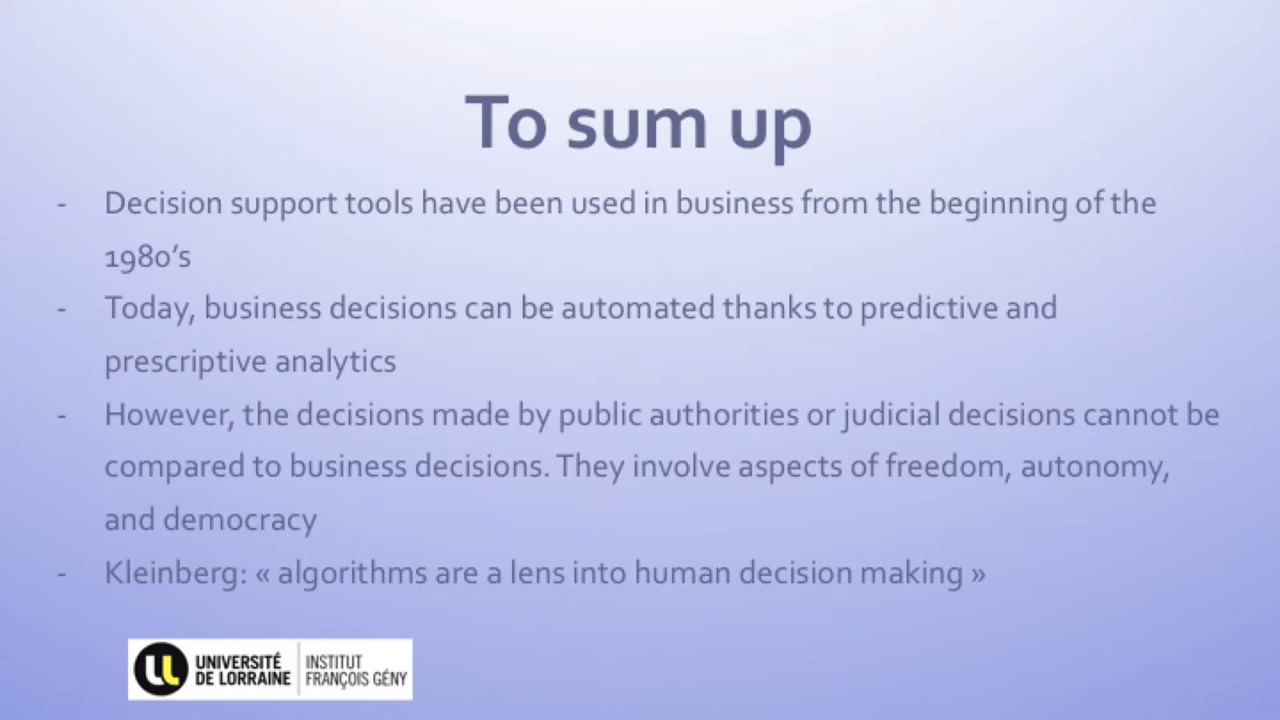 To sum up
- Decision support tools have been used in business from the beginning of the
1980's
- Today, business decisions can be automated thanks to predictive and
prescriptive analytics
- However, the decisions made by public authorities or judicial decisions cannot be
compared to business decisions. They involve aspects of freedom, autonomy,
and democracy
- Kleinberg: « algorithms are a lens into human decision making »
UNIVERSITÉ
DE LORRAINE
INSTITUT
FRANÇOIS GÉNY